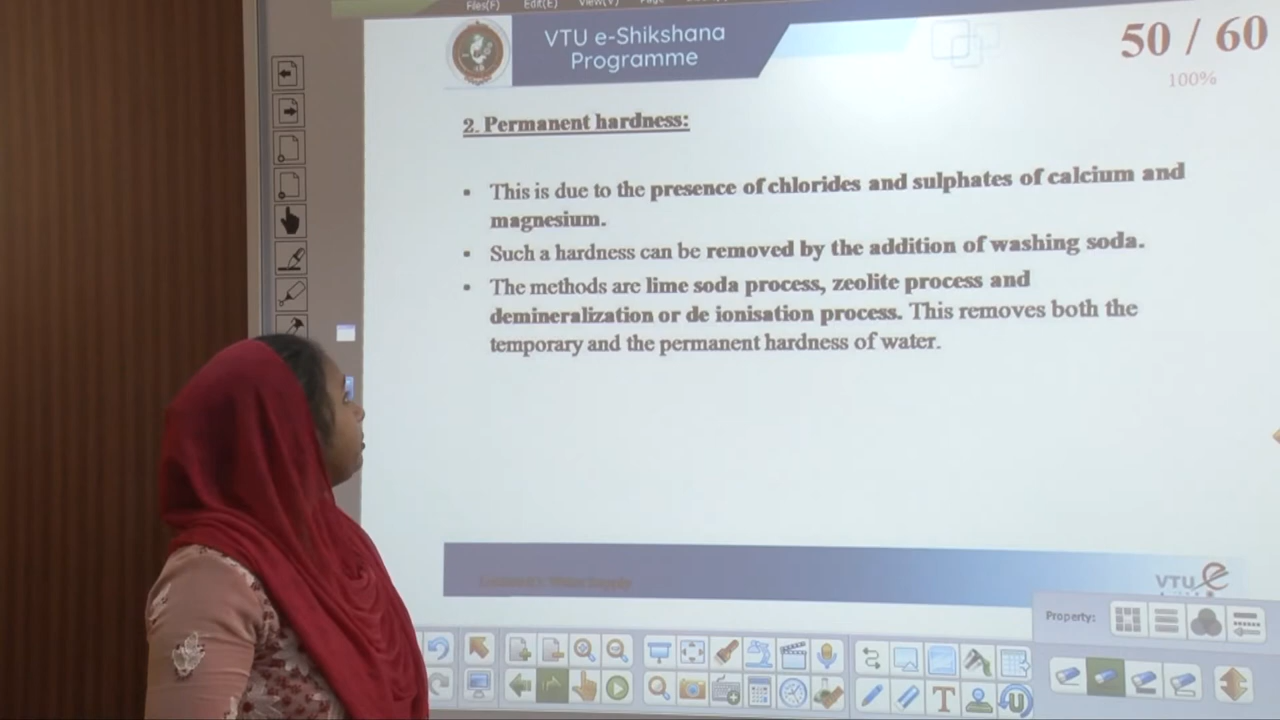 Files(F) Edit(E) View(V) Page
VTU e-Shikshana
Programme
50 / 60
100%
2. Permanent hardness:
▪ This is due to the presence of chlorides and sulphates of calcium and
magnesium.
▪ Such a hardness can be removed by the addition of washing soda.
▪ The methods are lime soda process, zeolite process and
demineralization or de ionisation process. This removes both the
temporary and the permanent hardness of water.
Water Supply
VTU e
Property:
T